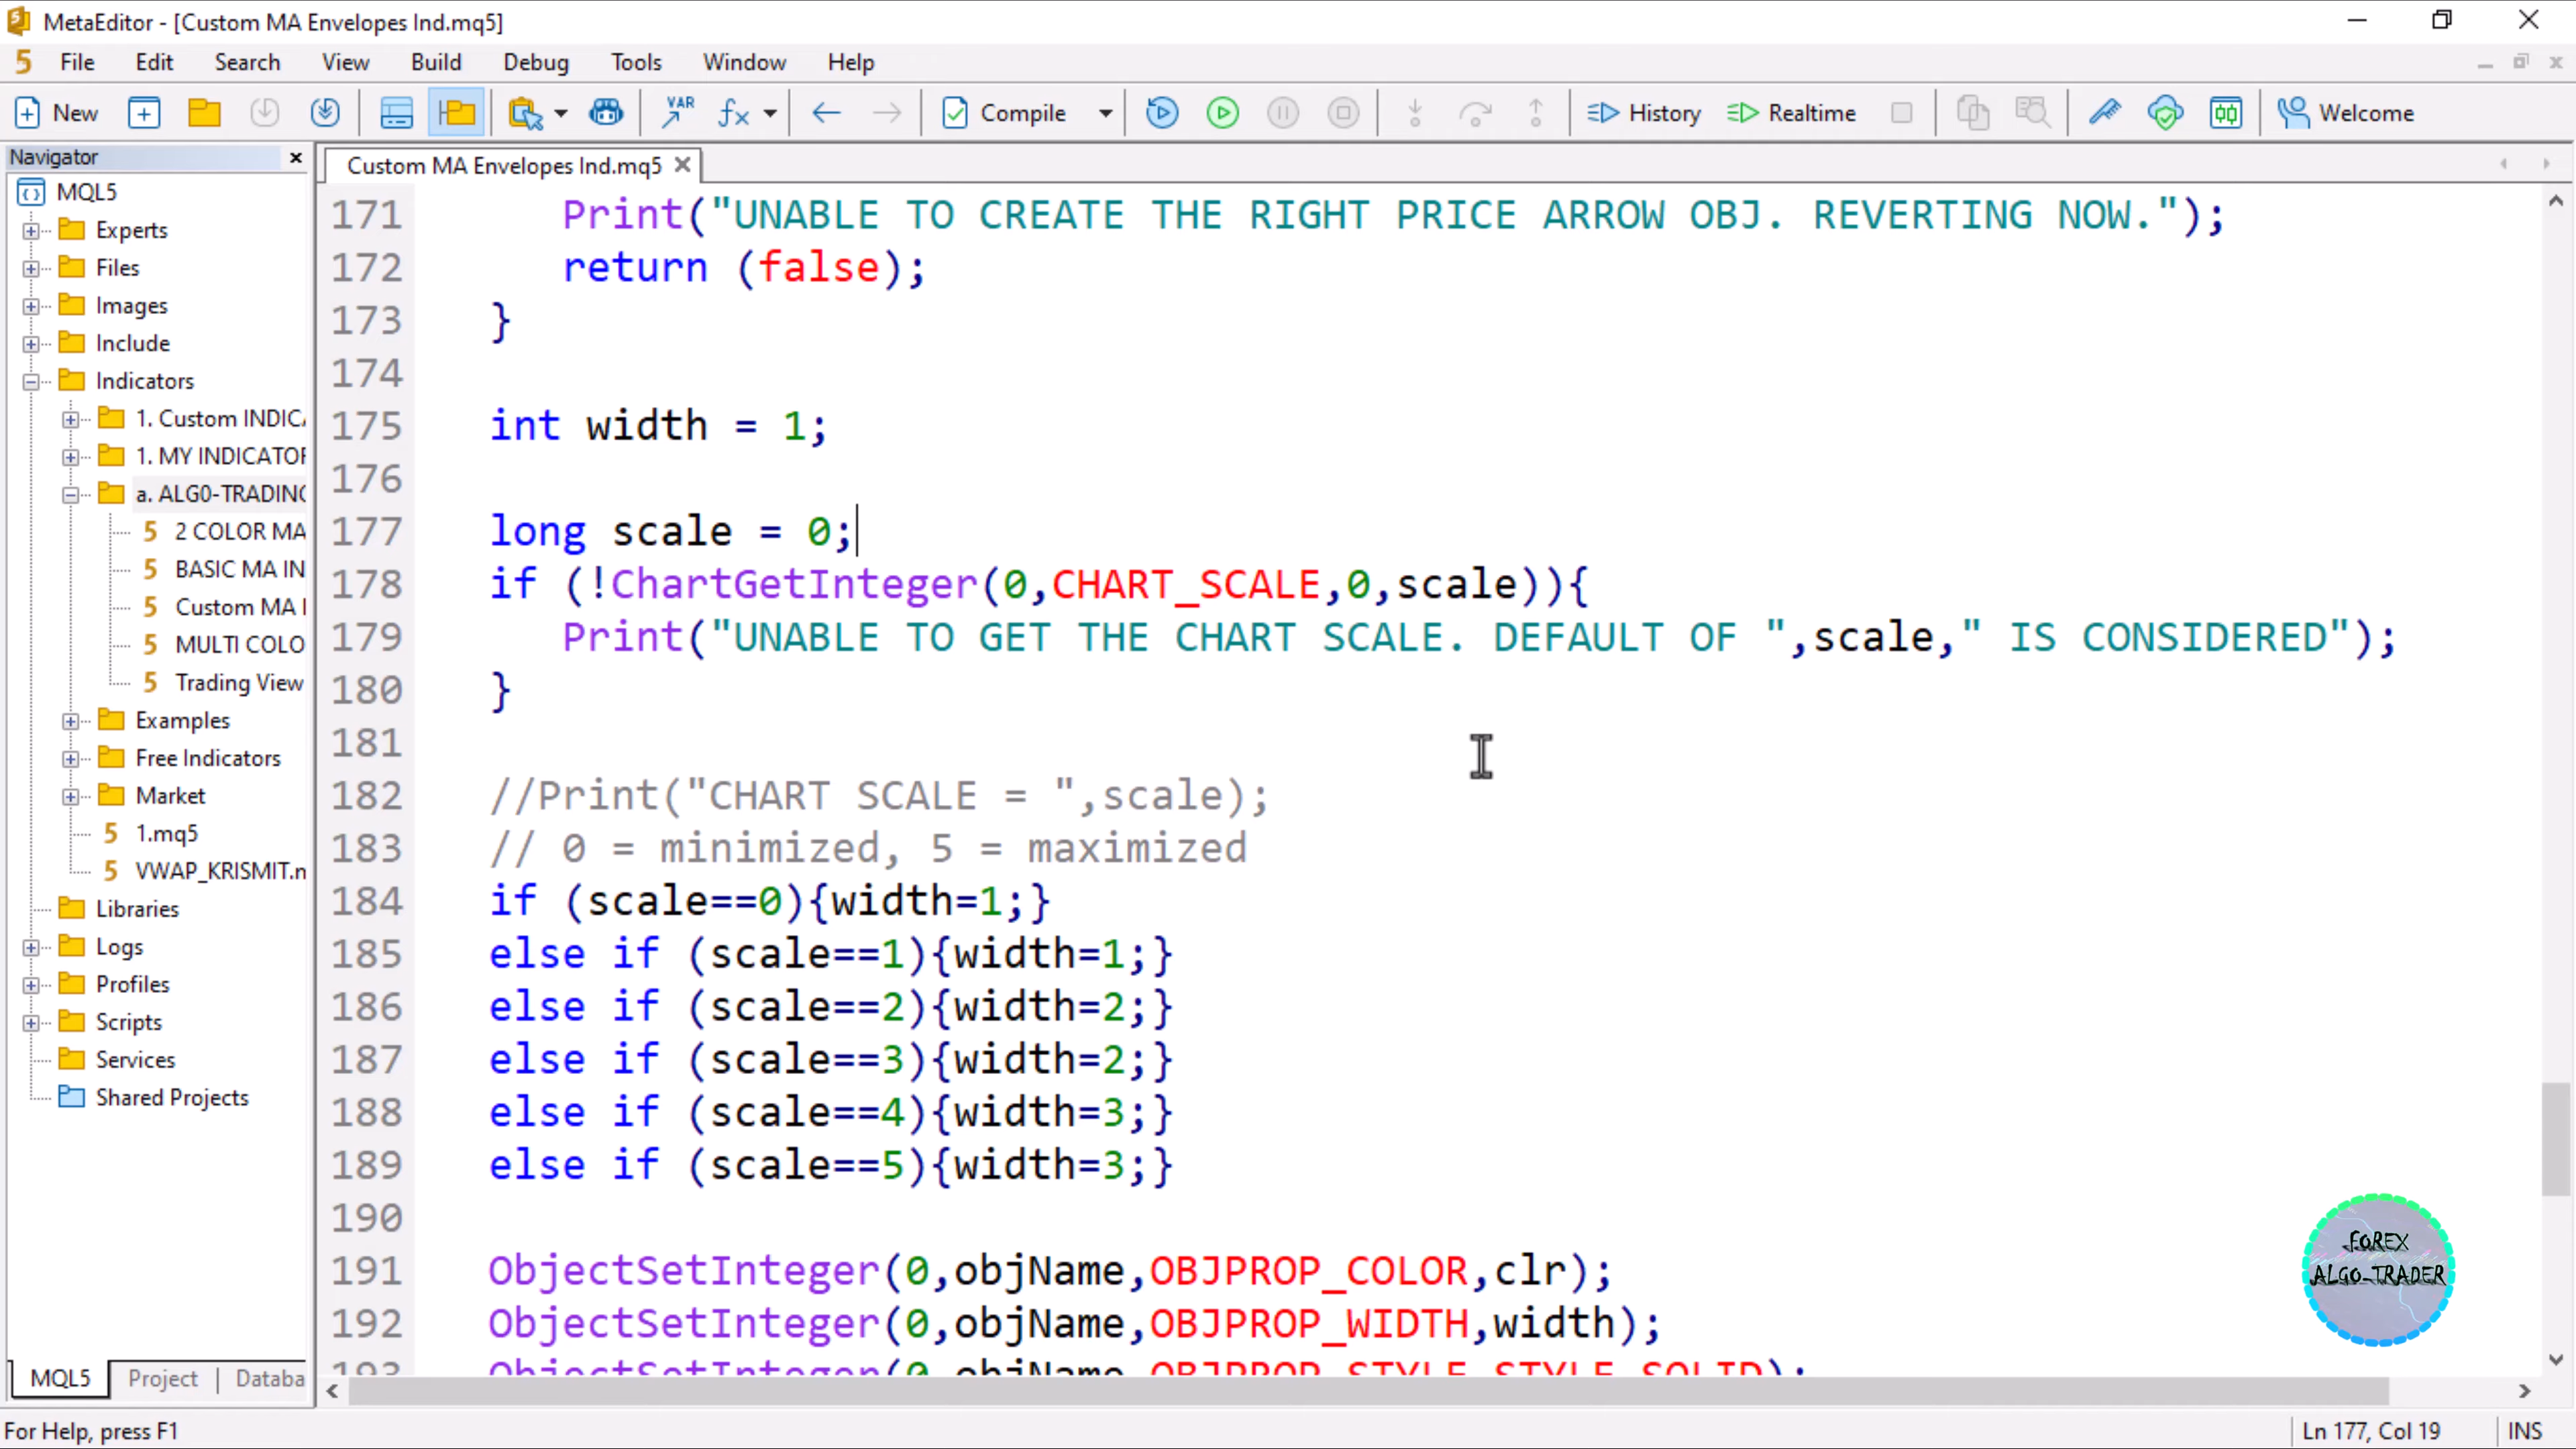 MetaEditor - [Custom MA Envelopes Ind.mq5]
File Edit Search View Build Debug Tools Window Help
New VAR Compile History Realtime Welcome
Navigator
MQL5
Experts
Files
Images
Include
Indicators
1. Custom INDIC
1. MY INDICATOR
a. ALG0-TRADING
2 COLOR MA
BASIC MA IN
Custom MA
MULTI COLO
Trading View
Examples
Free Indicators
Market
1.mq5
VWAP_KRISMIT.m
Libraries
Logs
Profiles
Scripts
Services
Shared Projects
MQL5 Project Databa
Custom MA Envelopes Ind.mq5
171 Print("UNABLE TO CREATE THE RIGHT PRICE ARROW OBJ. REVERTING NOW.");
172 return (false);
173 }
174
175 int width = 1;
176
177 long scale = 0;
178 if (!ChartGetInteger(0,CHART_SCALE,0,scale)){
179 Print("UNABLE TO GET THE CHART SCALE. DEFAULT OF ",scale," IS CONSIDERED");
180 }
181
182 //Print("CHART SCALE = ",scale);
183 // 0 = minimized, 5 = maximized
184 if (scale==0){width=1;}
185 else if (scale==1){width=1;}
186 else if (scale==2){width=2;}
187 else if (scale==3){width=2;}
188 else if (scale==4){width=3;}
189 else if (scale==5){width=3;}
190
191 ObjectSetInteger(0,objName,OBJPROP_COLOR,clr);
192 ObjectSetInteger(0,objName,OBJPROP_WIDTH,width);
193 ObjectSetInteger(0,objName,OBJPROP_STYLE,STYLE_SOLID);
FOREX
ALGO-TRADER
For Help, press F1
Ln 177, Col 19 INS